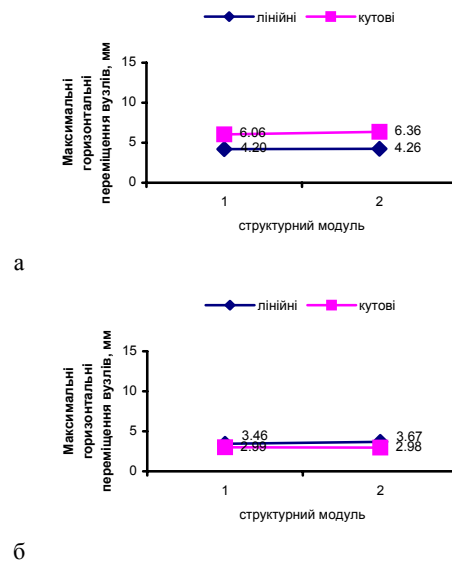 лінійні кутові
Максимальні
горизонтальні
переміщення вузлів, мм
15
10
5
0
6.06 6.36
4.20 4.26
1 2
структурний модуль
а
лінійні кутові
Максимальні
горизонтальні
переміщення вузлів, мм
15
10
5
0
3.46 3.67
2.99 2.98
1 2
структурний модуль
б